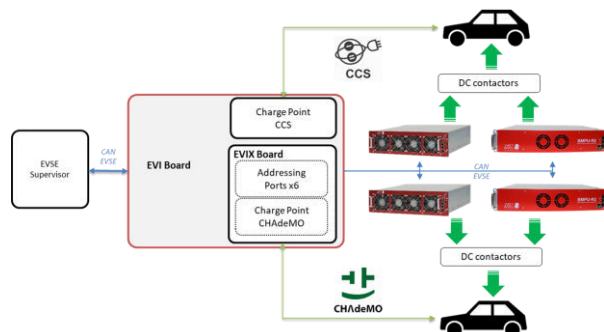 CCS
DC contactors
Charge Point
CCS
EVI Board
EVIX Board
Addressing
Ports x6
Charge Point
CHAdeMO
EVSE
Supervisor
CAN
EVSE
CAN
EVSE
DC contactors
CHΛdeMO